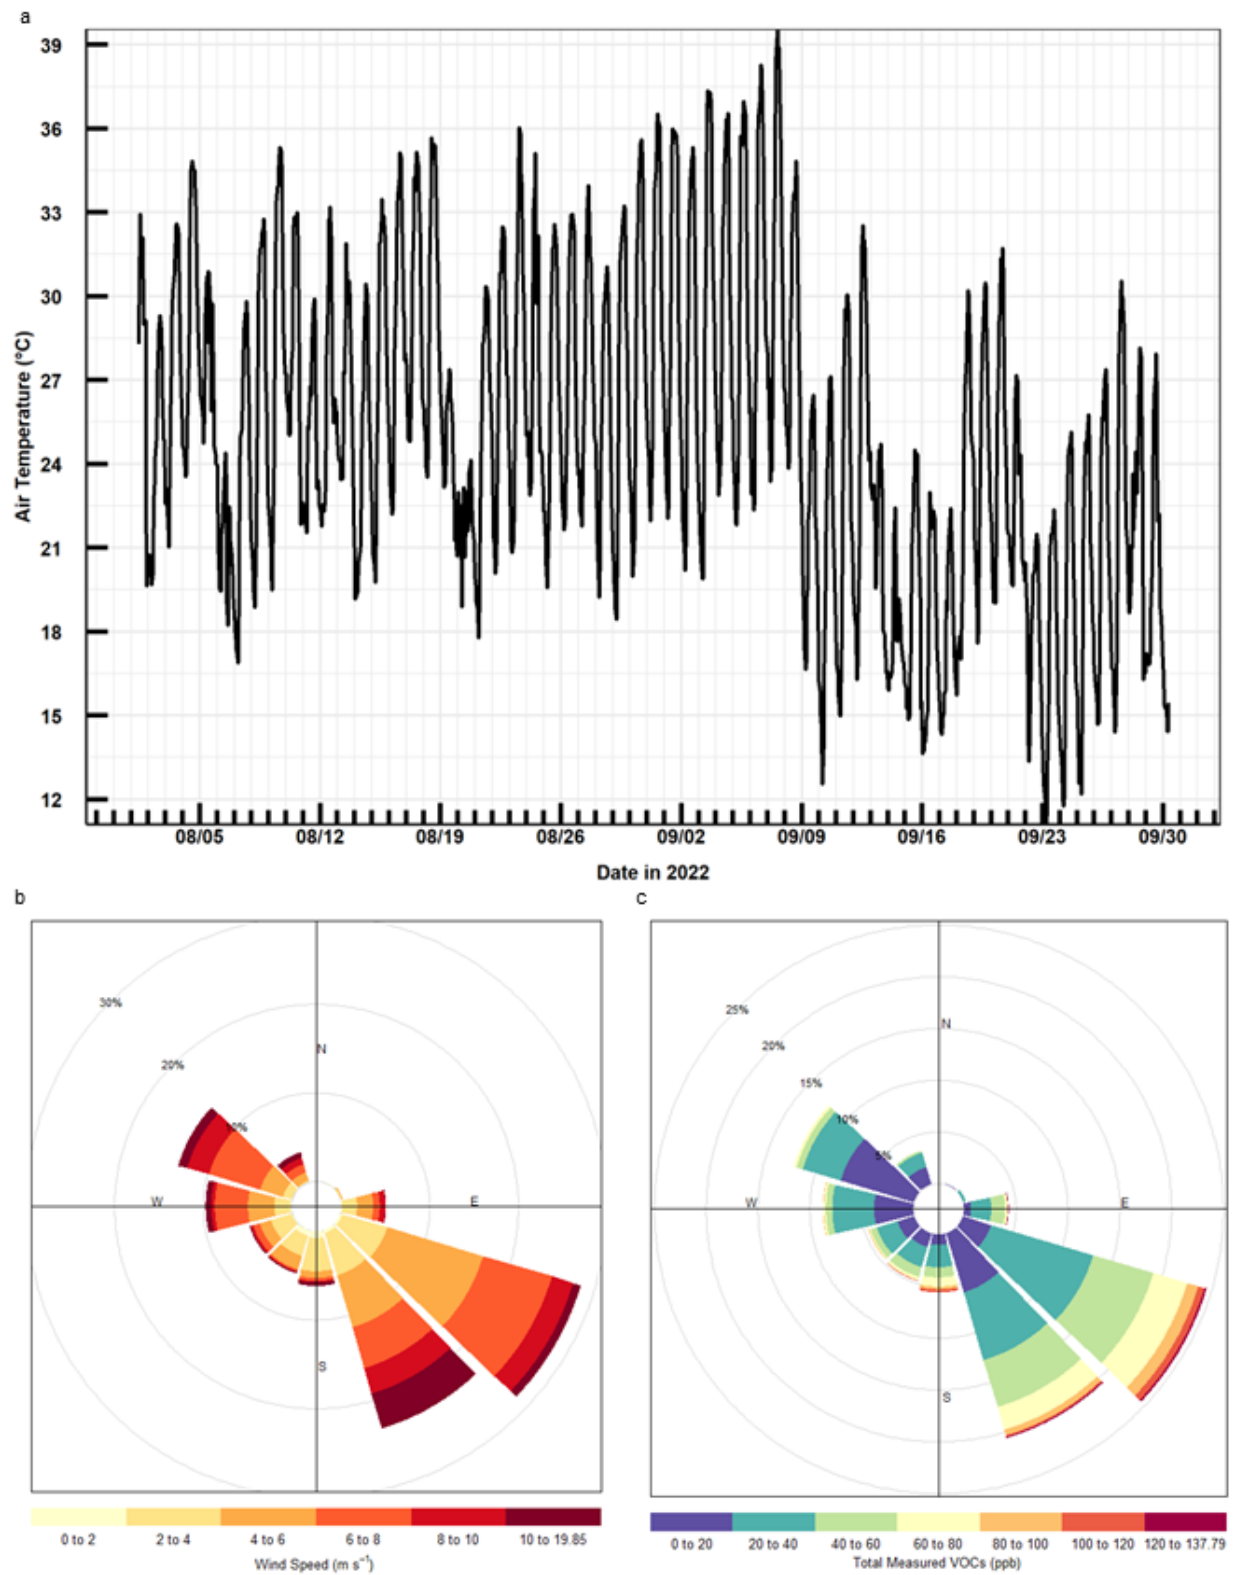 a
39
36
33
30
27
24
21
18
15
12
Air Temperature (°C)
08/05 08/12 08/19 08/26 09/02 09/09 09/16 09/23 09/30
Date in 2022
b
30%
20%
10%
N
W
E
S
0 to 2 2 to 4 4 to 6 6 to 8 8 to 10 10 to 19.85
Wind Speed (m s⁻¹)
c
25%
20%
15%
10%
5%
N
W
E
S
0 to 20 20 to 40 40 to 60 60 to 80 80 to 100 100 to 120 120 to 137.79
Total Measured VOCs (ppb)